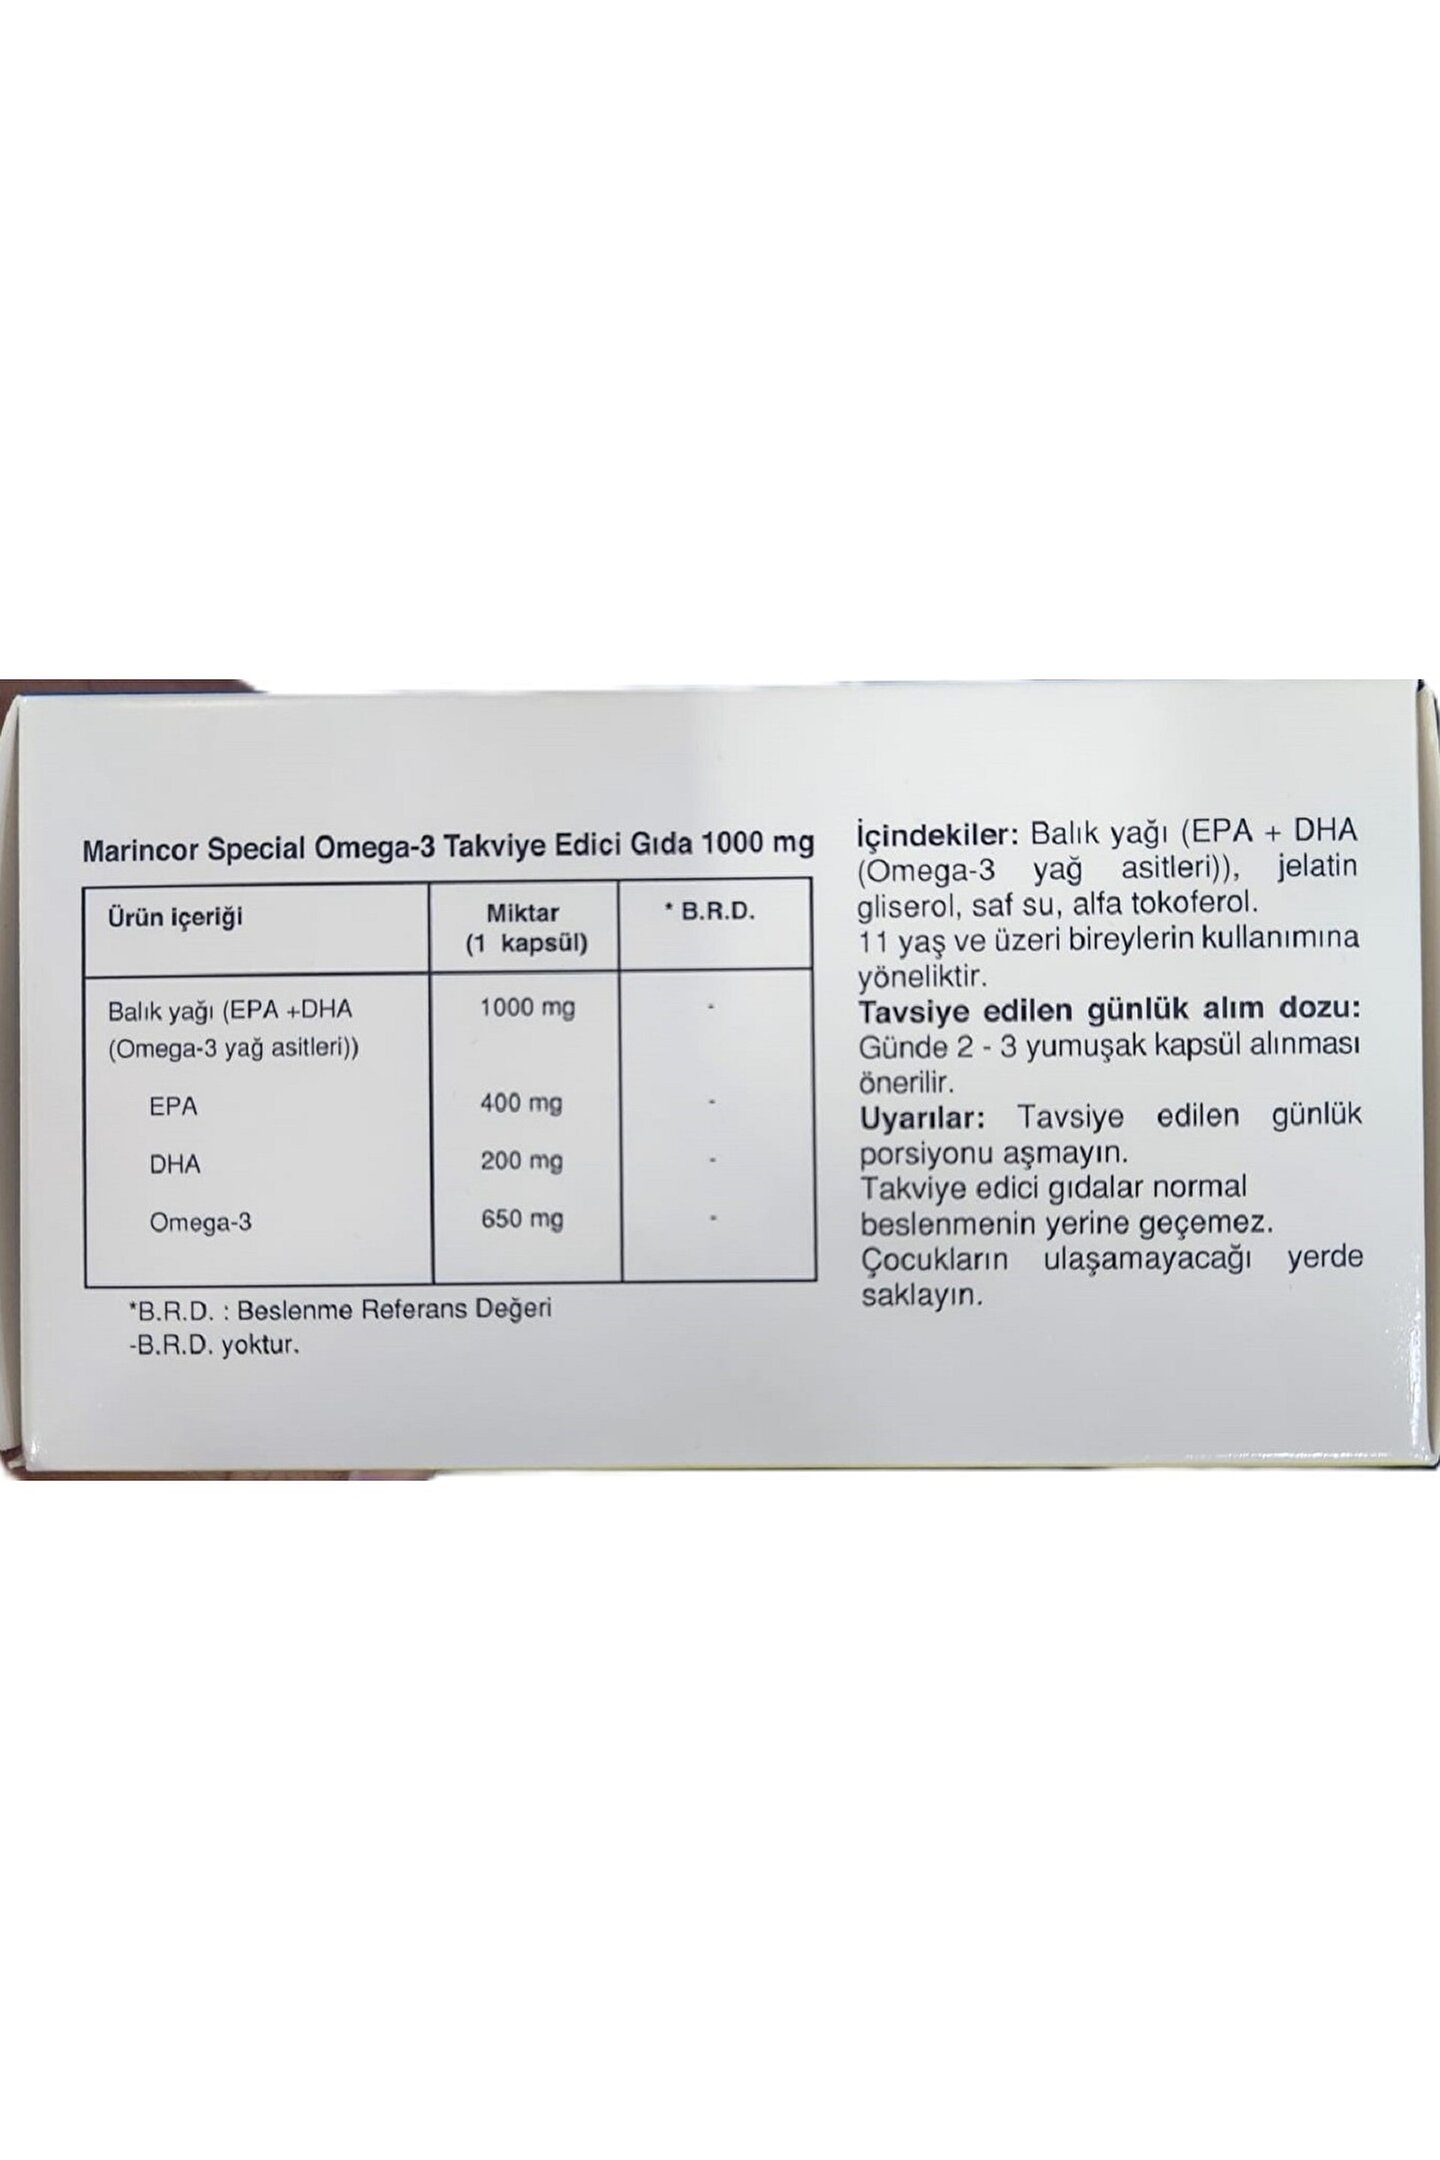 Marincor Special Omega-3 Takviye Edici Gıda 1000 mg
Ürün içeriği
Miktar
(1 kapsül)
* B.R.D.
Balık yağı (EPA +DHA
(Omega-3 yağ asitleri))
1000 mg
-
EPA
400 mg
-
DHA
200 mg
-
Omega-3
650 mg
-
*B.R.D. : Beslenme Referans Değeri
-B.R.D. yoktur.
İçindekiler: Balık yağı (EPA + DHA
(Omega-3 yağ asitleri)), jelatin
gliserol, saf su, alfa tokoferol.
11 yaş ve üzeri bireylerin kullanımına
yöneliktir.
Tavsiye edilen günlük alım dozu:
Günde 2 - 3 yumuşak kapsül alınması
önerilir.
Uyarılar: Tavsiye edilen günlük
porsiyonu aşmayın.
Takviye edici gıdalar normal
beslenmenin yerine geçemez.
Çocukların ulaşamayacağı yerde
saklayın.